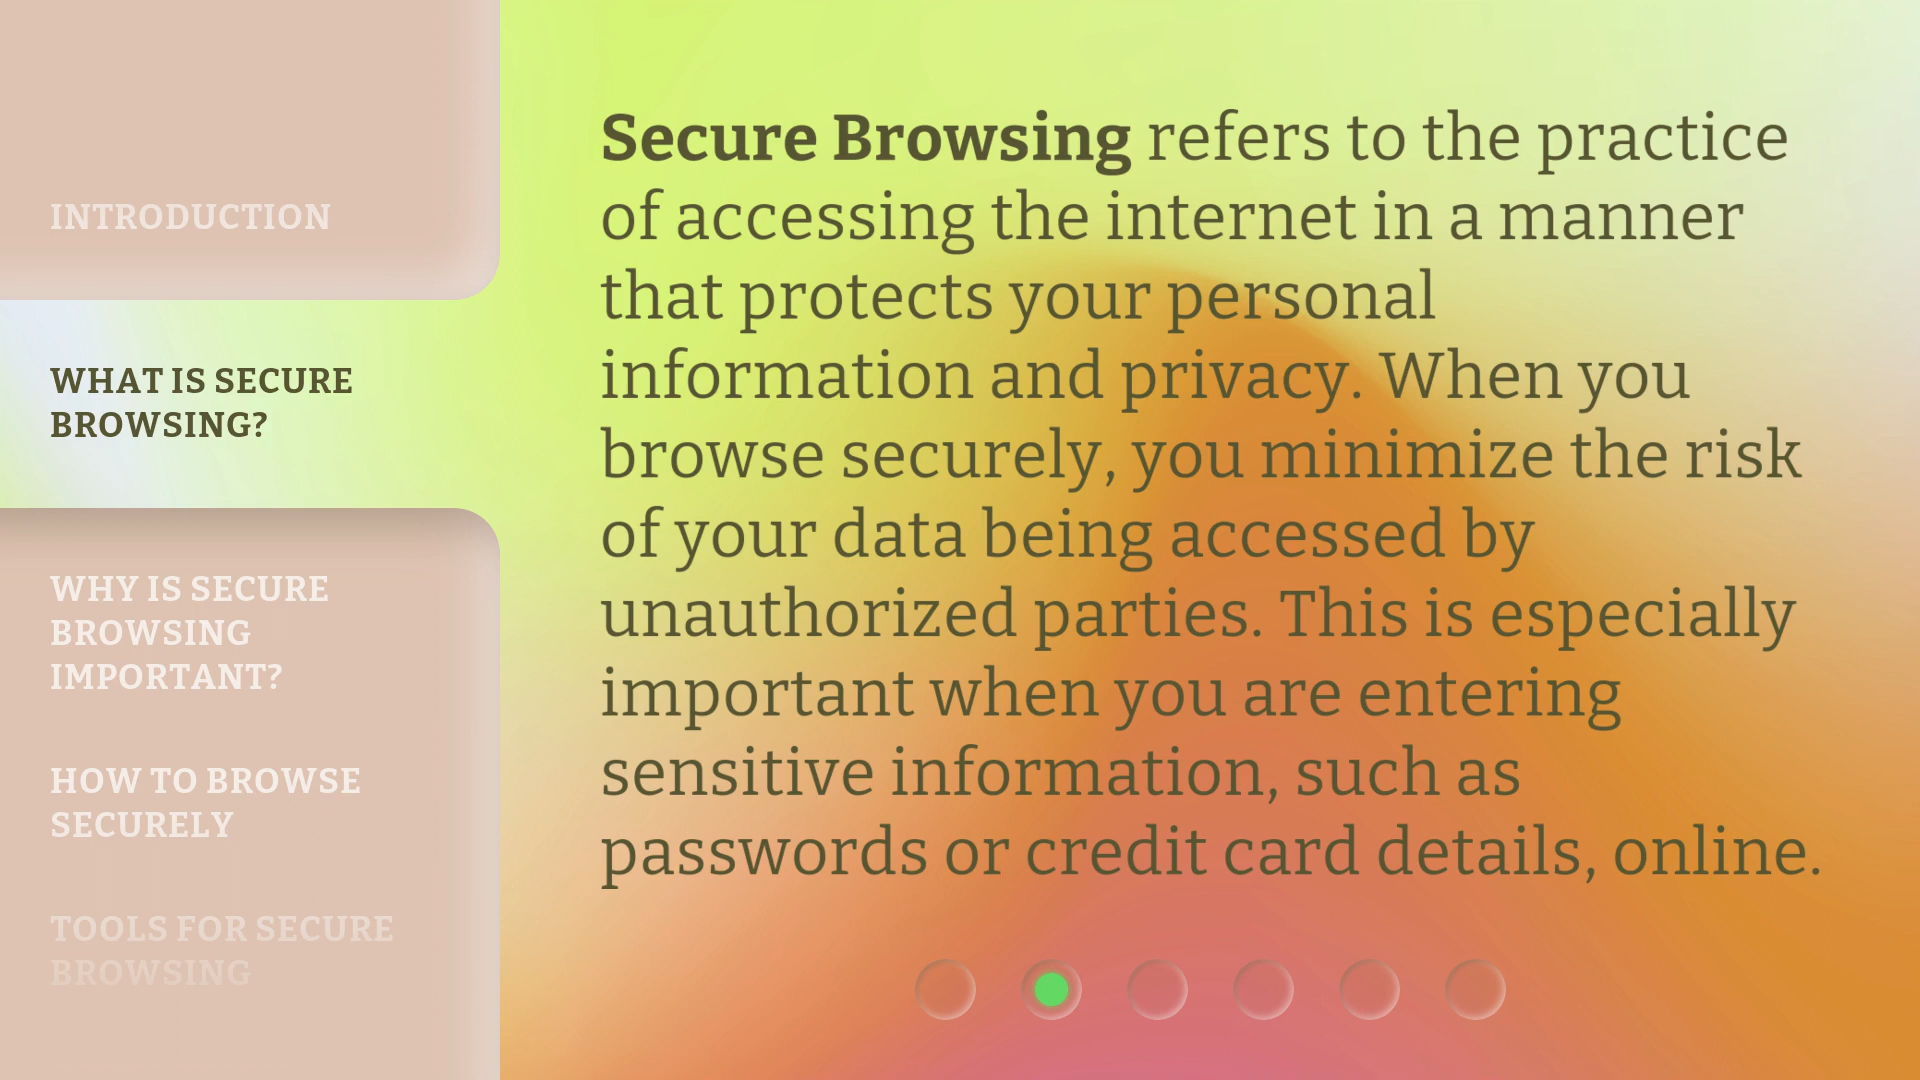 INTRODUCTION
WHAT IS SECURE
BROWSING?
WHY IS SECURE
BROWSING
IMPORTANT?
HOW TO BROWSE
SECURELY
TOOLS FOR SECURE
BROWSING
Secure Browsing refers to the practice
of accessing the internet in a manner
that protects your personal
information and privacy. When you
browse securely, you minimize the risk
of your data being accessed by
unauthorized parties. This is especially
important when you are entering
sensitive information, such as
passwords or credit card details, online.